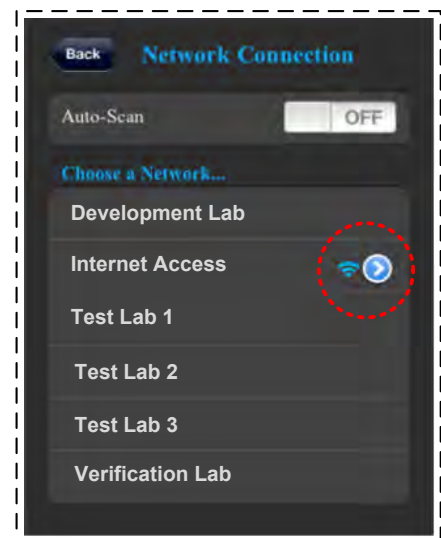 Back Network Connection
Auto-Scan OFF
Choose a Network...
Development Lab
Internet Access
Test Lab 1
Test Lab 2
Test Lab 3
Verification Lab